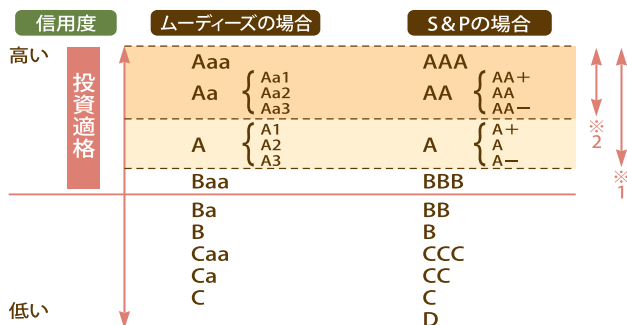 信用度 ムーディーズの場合 S&Pの場合
高い
投資適格
Aaa AAA
Aa { Aa1 Aa2 Aa3 AA { AA+ AA AA−
A { A1 A2 A3 A { A+ A A−
Baa BBB
※2
※1
Ba BB
B B
Caa CCC
Ca CC
C C
低い D